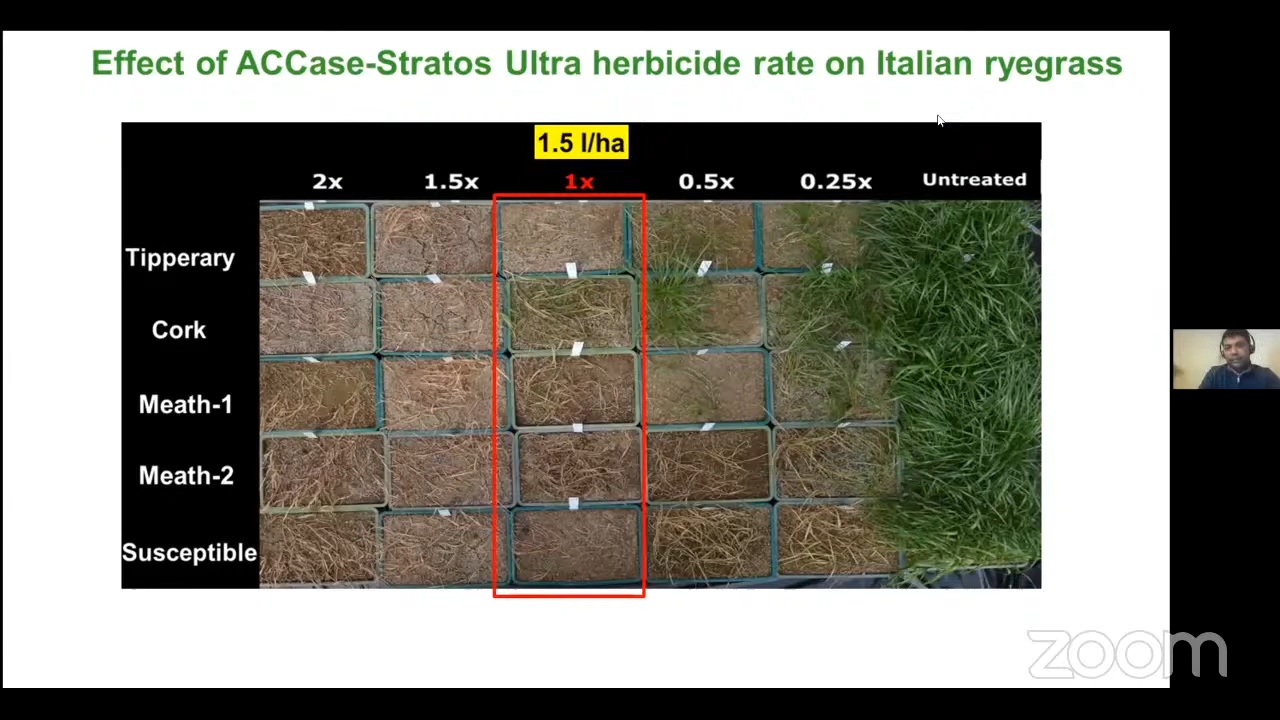 Effect of ACCase-Stratos Ultra herbicide rate on Italian ryegrass
1.5 l/ha
2x 1.5x 1x 0.5x 0.25x Untreated
Tipperary
Cork
Meath-1
Meath-2
Susceptible
zoom